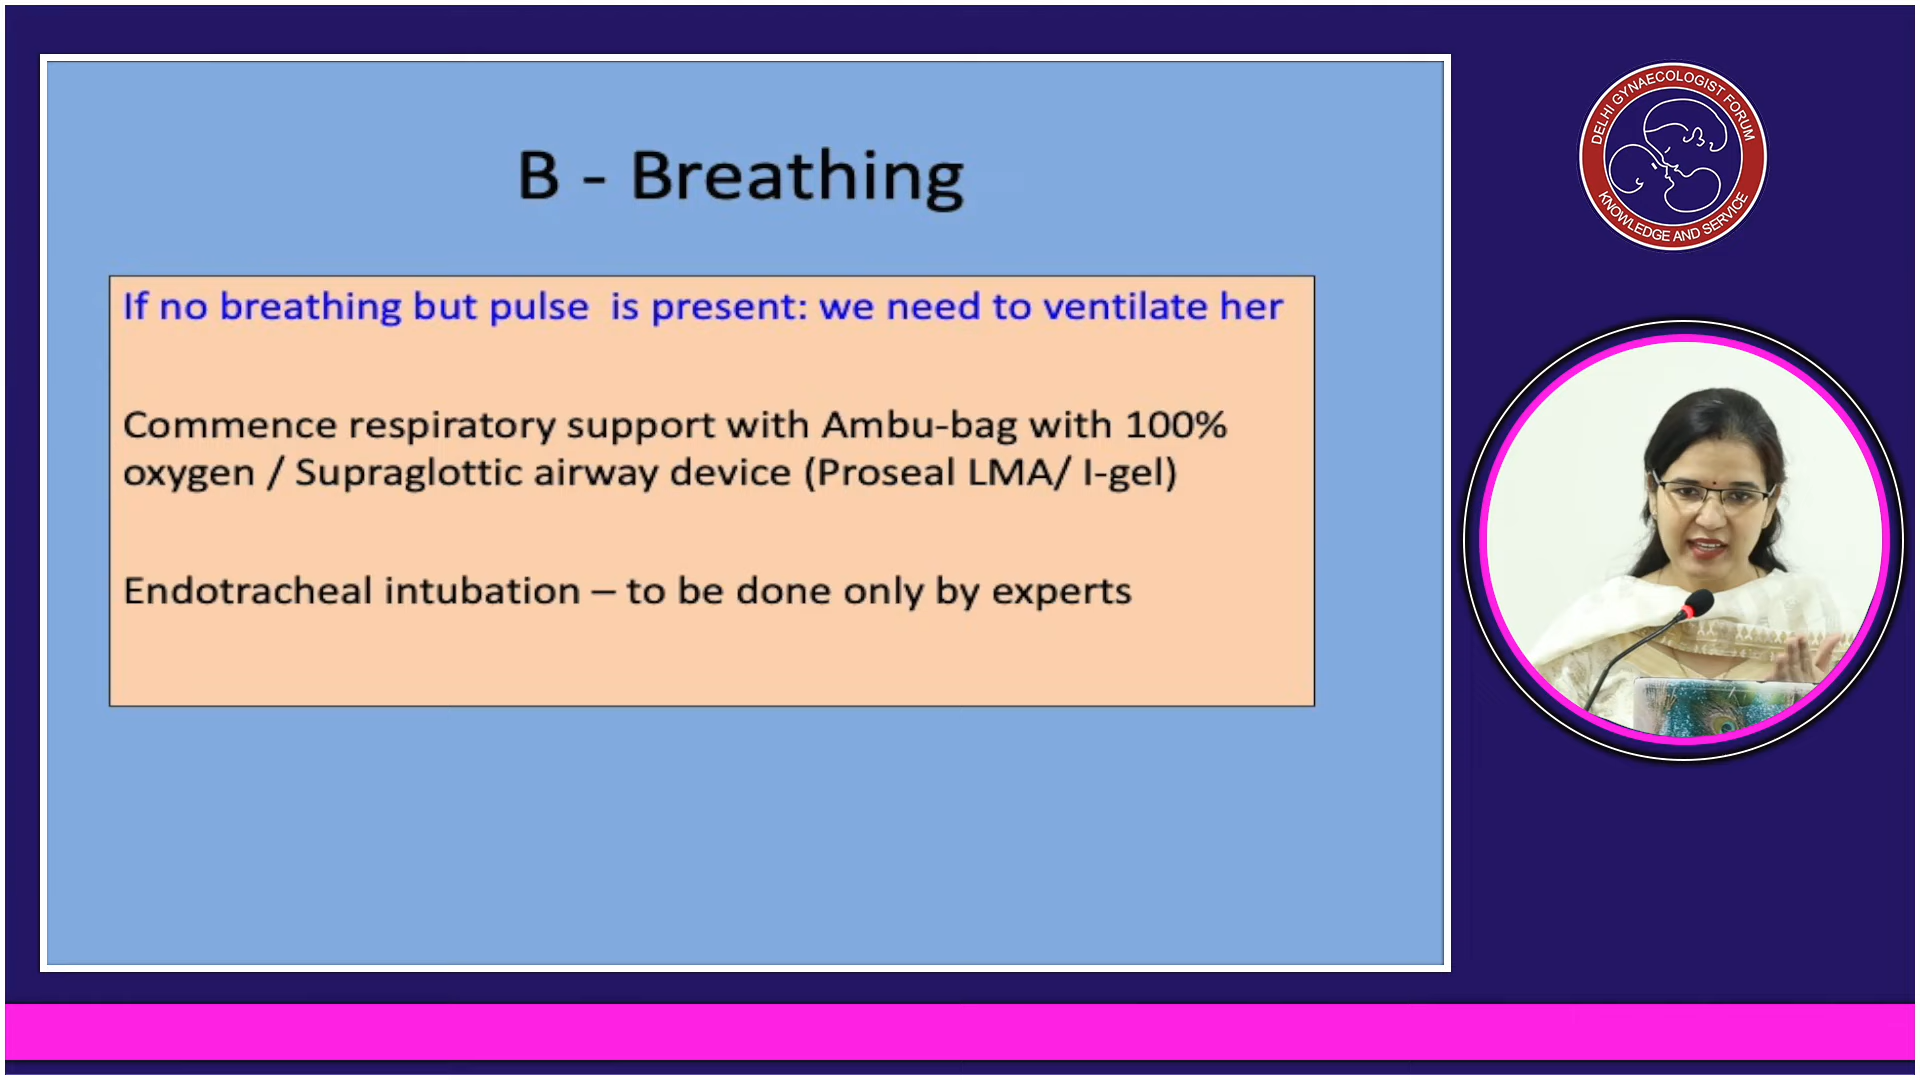 B - Breathing
If no breathing but pulse is present: we need to ventilate her
Commence respiratory support with Ambu-bag with 100%
oxygen / Supraglottic airway device (Proseal LMA/ I-gel)
Endotracheal intubation – to be done only by experts
DELHI GYNAECOLOGIST FORUM
KNOWLEDGE AND SERVICE